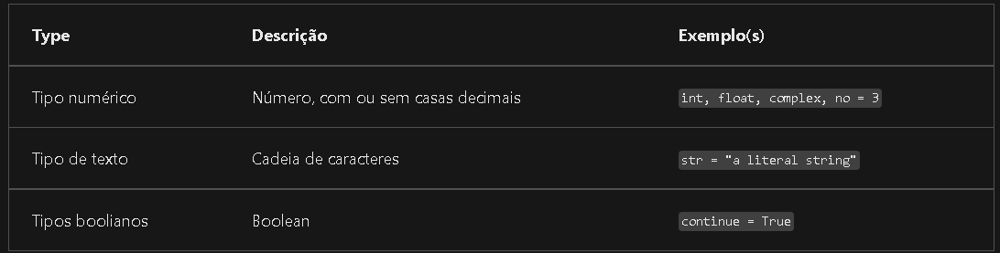 Type Descrição Exemplo(s)
Tipo numérico Número, com ou sem casas decimais int, float, complex, no = 3
Tipo de texto Cadeia de caracteres str = "a literal string"
Tipos boolianos Boolean continue = True